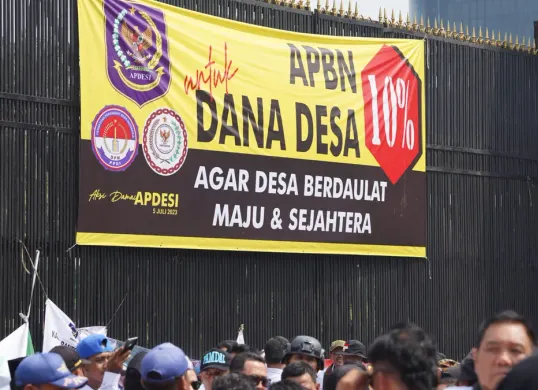 APDESI
untuk
APBN
10%
DANA DESA
AGAR DESA BERDAULAT
MAJU & SEJAHTERA
Aksi Damai APDESI
5 JULI 2023